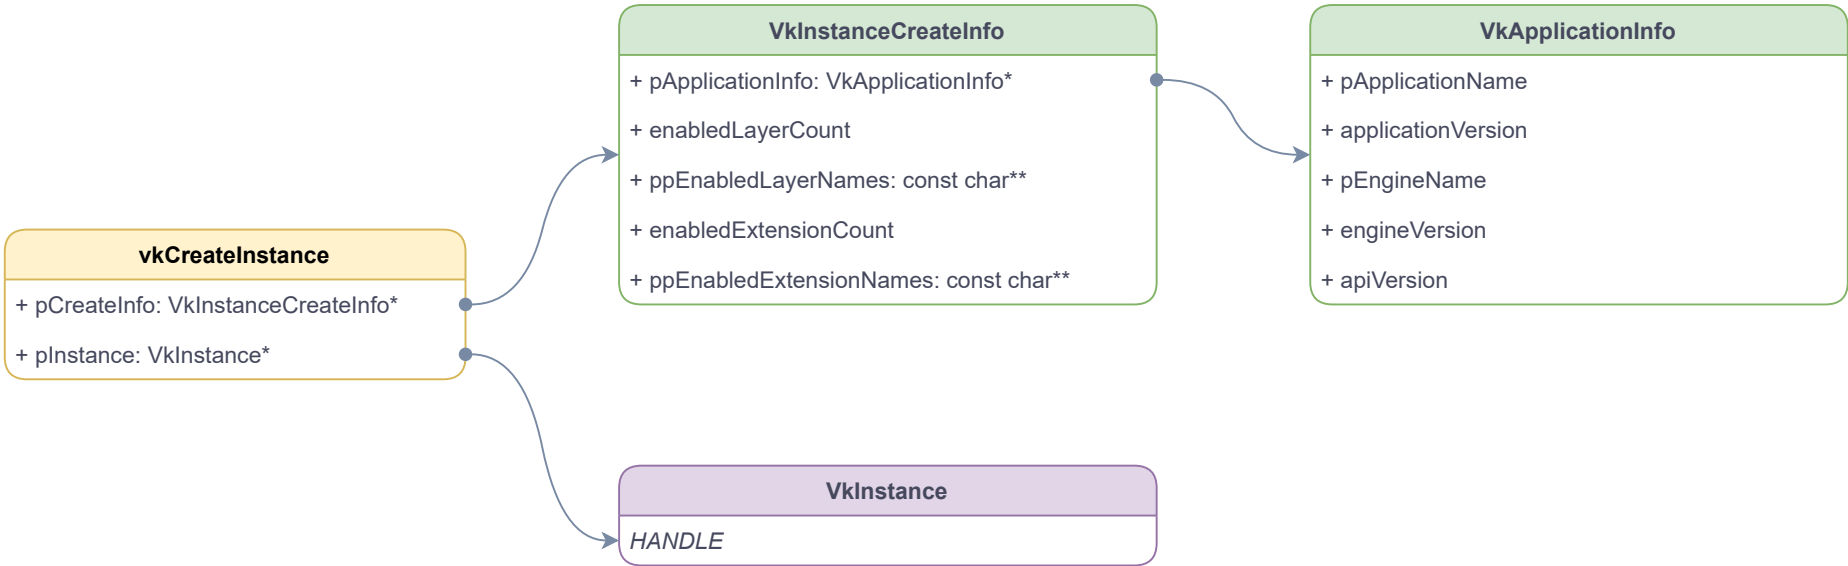 VkInstanceCreateInfo
+ pApplicationInfo: VkApplicationInfo*
+ enabledLayerCount
+ ppEnabledLayerNames: const char**
+ enabledExtensionCount
+ ppEnabledExtensionNames: const char**
VkApplicationInfo
+ pApplicationName
+ applicationVersion
+ pEngineName
+ engineVersion
+ apiVersion
vkCreateInstance
+ pCreateInfo: VkInstanceCreateInfo*
+ pInstance: VkInstance*
VkInstance
HANDLE